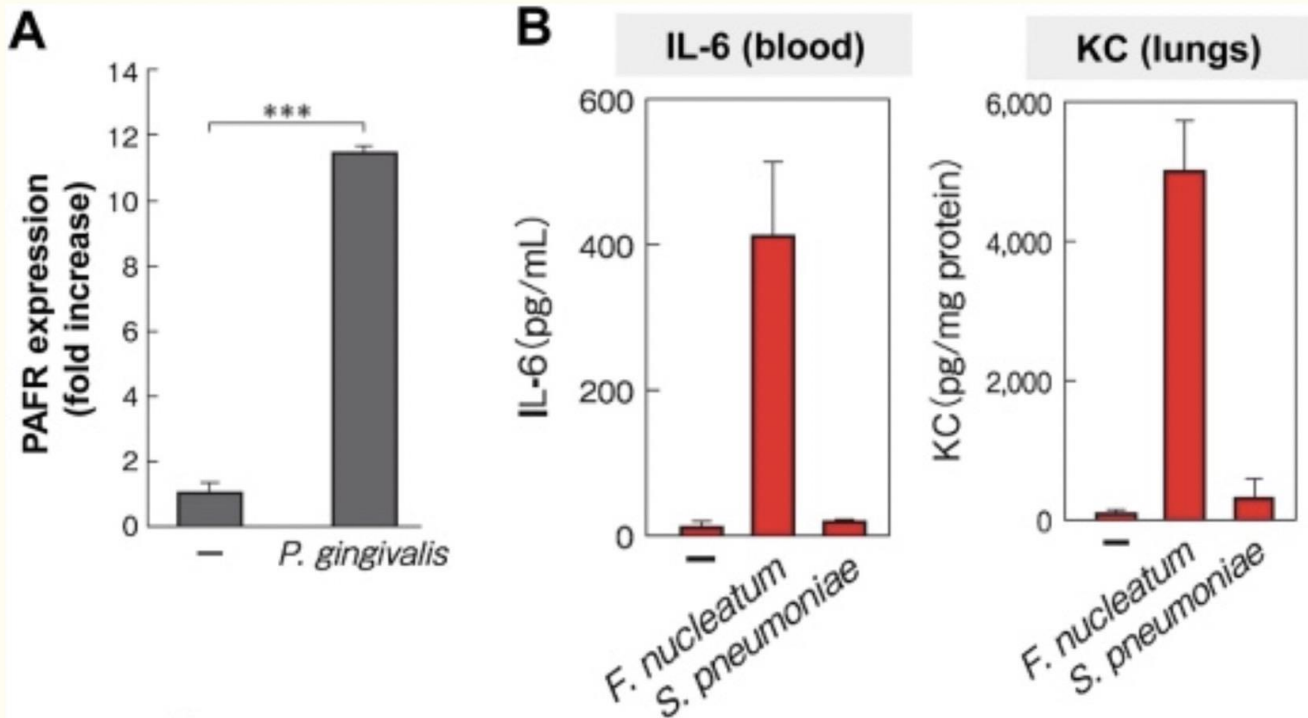 A
PAFR expression
(fold increase)
14
12
10
8
6
4
2
0
***
–
P. gingivalis
B
IL-6 (blood)
IL-6(pg/mL)
600
400
200
0
–
F. nucleatum
S. pneumoniae
KC (lungs)
KC(pg/mg protein)
6,000
4,000
2,000
0
–
F. nucleatum
S. pneumoniae